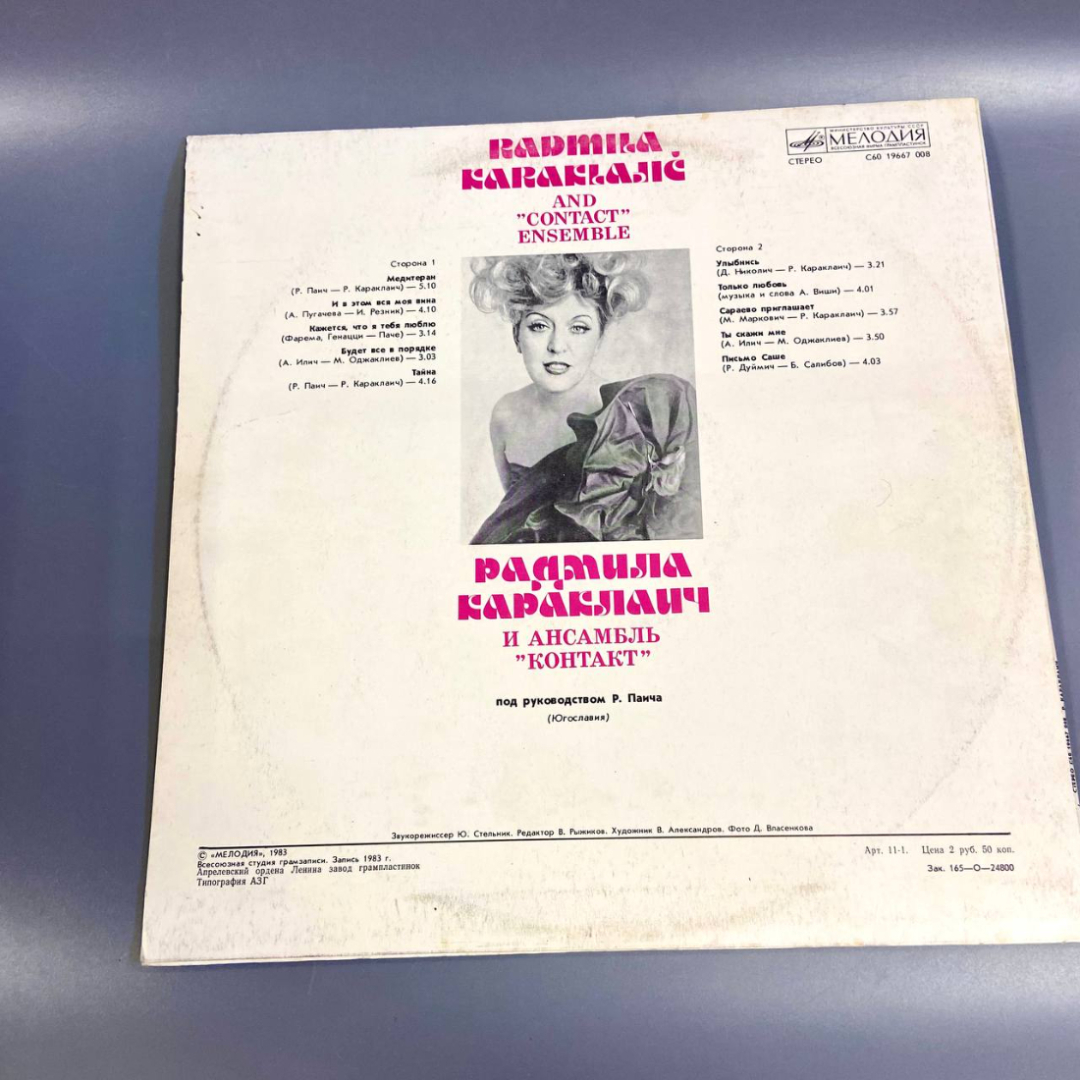 RADMILA
KARAKLAJIĆ
AND
”CONTACT”
ENSEMBLE
МИНИСТЕРСТВО КУЛЬТУРЫ СССР
МЕЛОДИЯ
ВСЕСОЮЗНАЯ ФИРМА ГРАМПЛАСТИНОК
СТЕРЕО С60 19667 008
Сторона 1
Медитеран
(Р. Паич — Р. Караклаич) — 5.10
И в этом вся моя вина
(А. Пугачева — И. Резник) — 4.10
Кажется, что я тебя люблю
(Фарема, Генацци — Паче) — 3.14
Будет все в порядке
(А. Илич — М. Оджаклиев) — 3.03
Тайна
(Р. Паич — Р. Караклаич) — 4.16
Сторона 2
Улыбнись
(Д. Николич — Р. Караклаич) — 3.21
Только любовь
(музыка и слова А. Виши) — 4.01
Сараево приглашает
(М. Маркович — Р. Караклаич) — 3.57
Ты скажи мне
(А. Илич — М. Оджаклиев) — 3.50
Письмо Саше
(Р. Дуймич — Б. Салибов) — 4.03
РАДМИЛА
КАРАКЛАИЧ
И АНСАМБЛЬ
”КОНТАКТ”
под руководством Р. Паича
(Югославия)
Звукорежиссер Ю. Стельник. Редактор В. Рыжиков. Художник В. Александров. Фото Д. Власенкова
© «МЕЛОДИЯ», 1983
Всесоюзная студия грамзаписи. Запись 1983 г.
Апрелевский ордена Ленина завод грампластинок
Типография АЗГ
Арт. 11-1. Цена 2 руб. 50 коп.
Зак. 165—О—24800